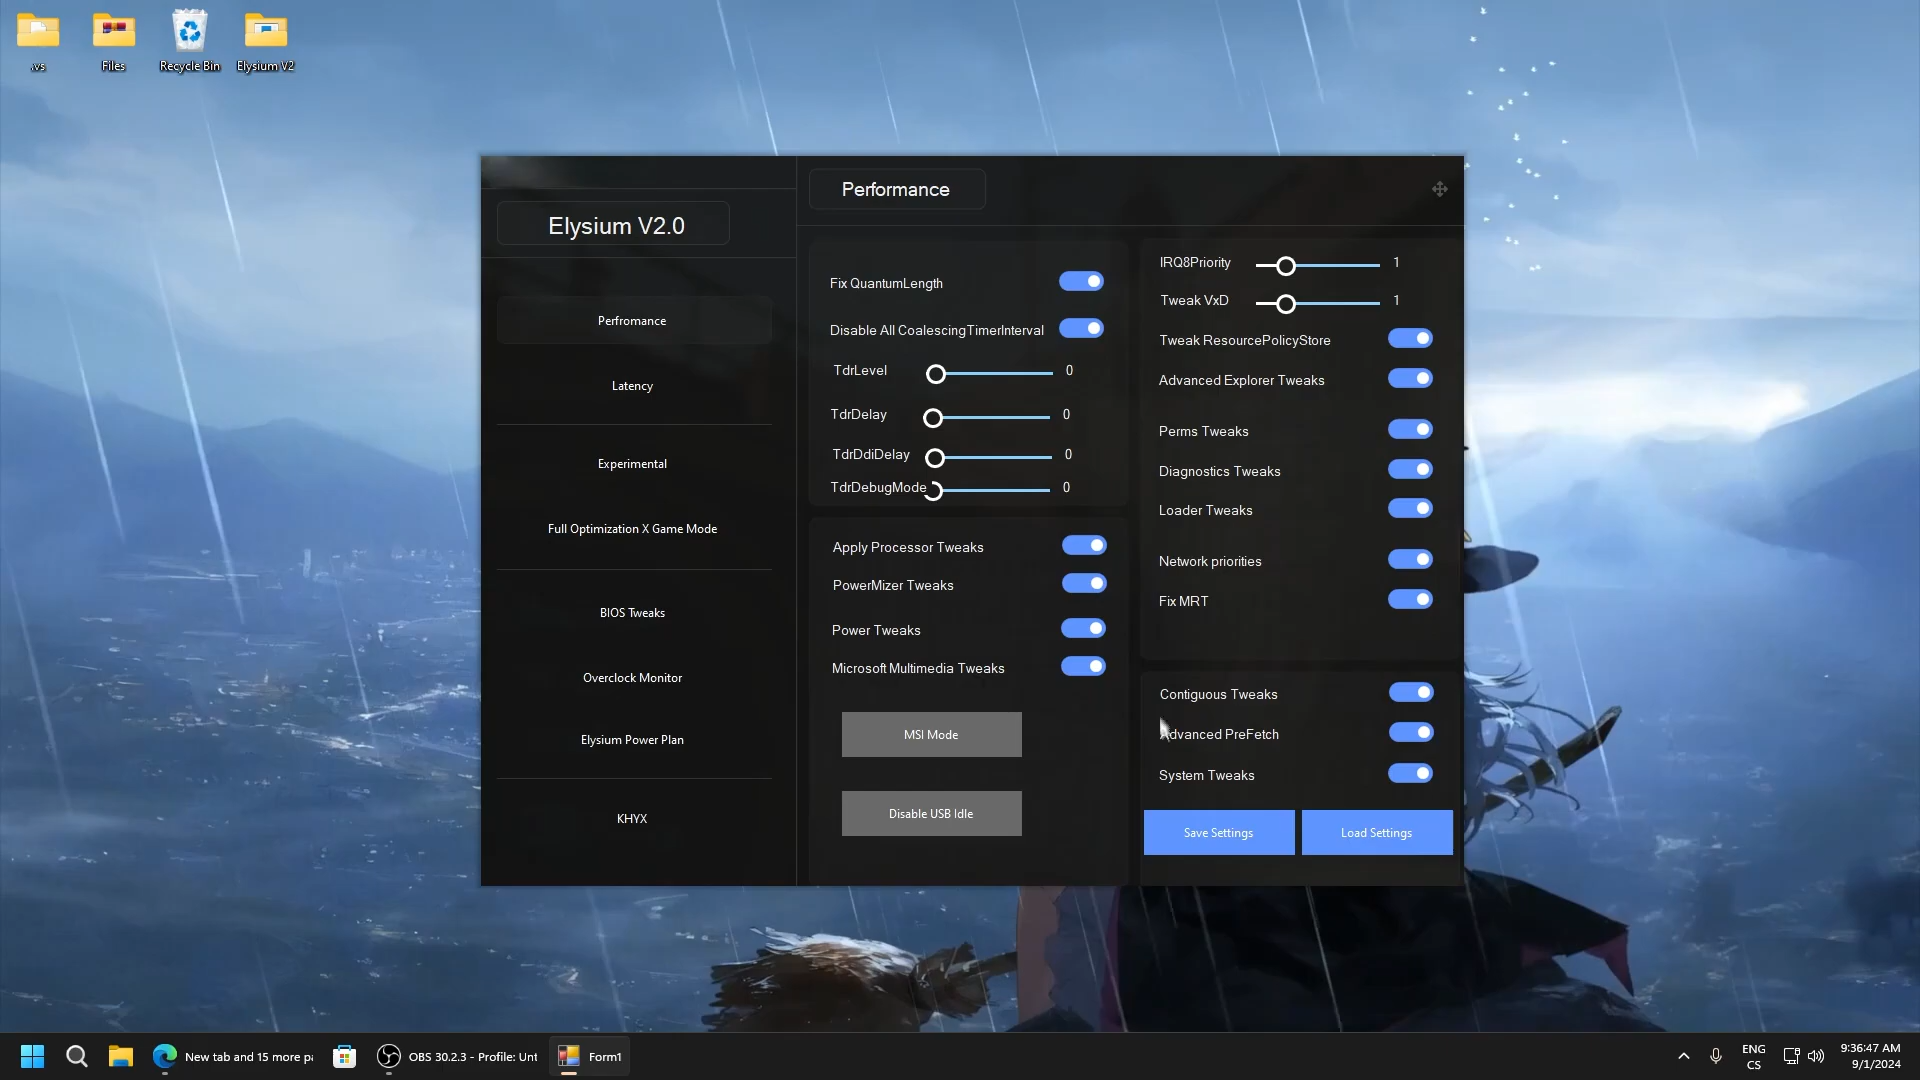 .vs
Files
Recycle Bin
Elysium V2
Elysium V2.0
Perfromance
Latency
Experimental
Full Optimization X Game Mode
BIOS Tweaks
Overclock Monitor
Elysium Power Plan
KHYX
Performance
Fix QuantumLength
Disable All CoalescingTimerInterval
TdrLevel 0
TdrDelay 0
TdrDdiDelay 0
TdrDebugMode 0
Apply Processor Tweaks
PowerMizer Tweaks
Power Tweaks
Microsoft Multimedia Tweaks
MSI Mode
Disable USB Idle
IRQ8Priority 1
Tweak VxD 1
Tweak ResourcePolicyStore
Advanced Explorer Tweaks
Perms Tweaks
Diagnostics Tweaks
Loader Tweaks
Network priorities
Fix MRT
Contiguous Tweaks
Advanced PreFetch
System Tweaks
Save Settings
Load Settings
New tab and 15 more pa
OBS 30.2.3 - Profile: Unt
Form1
ENG
CS
9:36:47 AM
9/1/2024